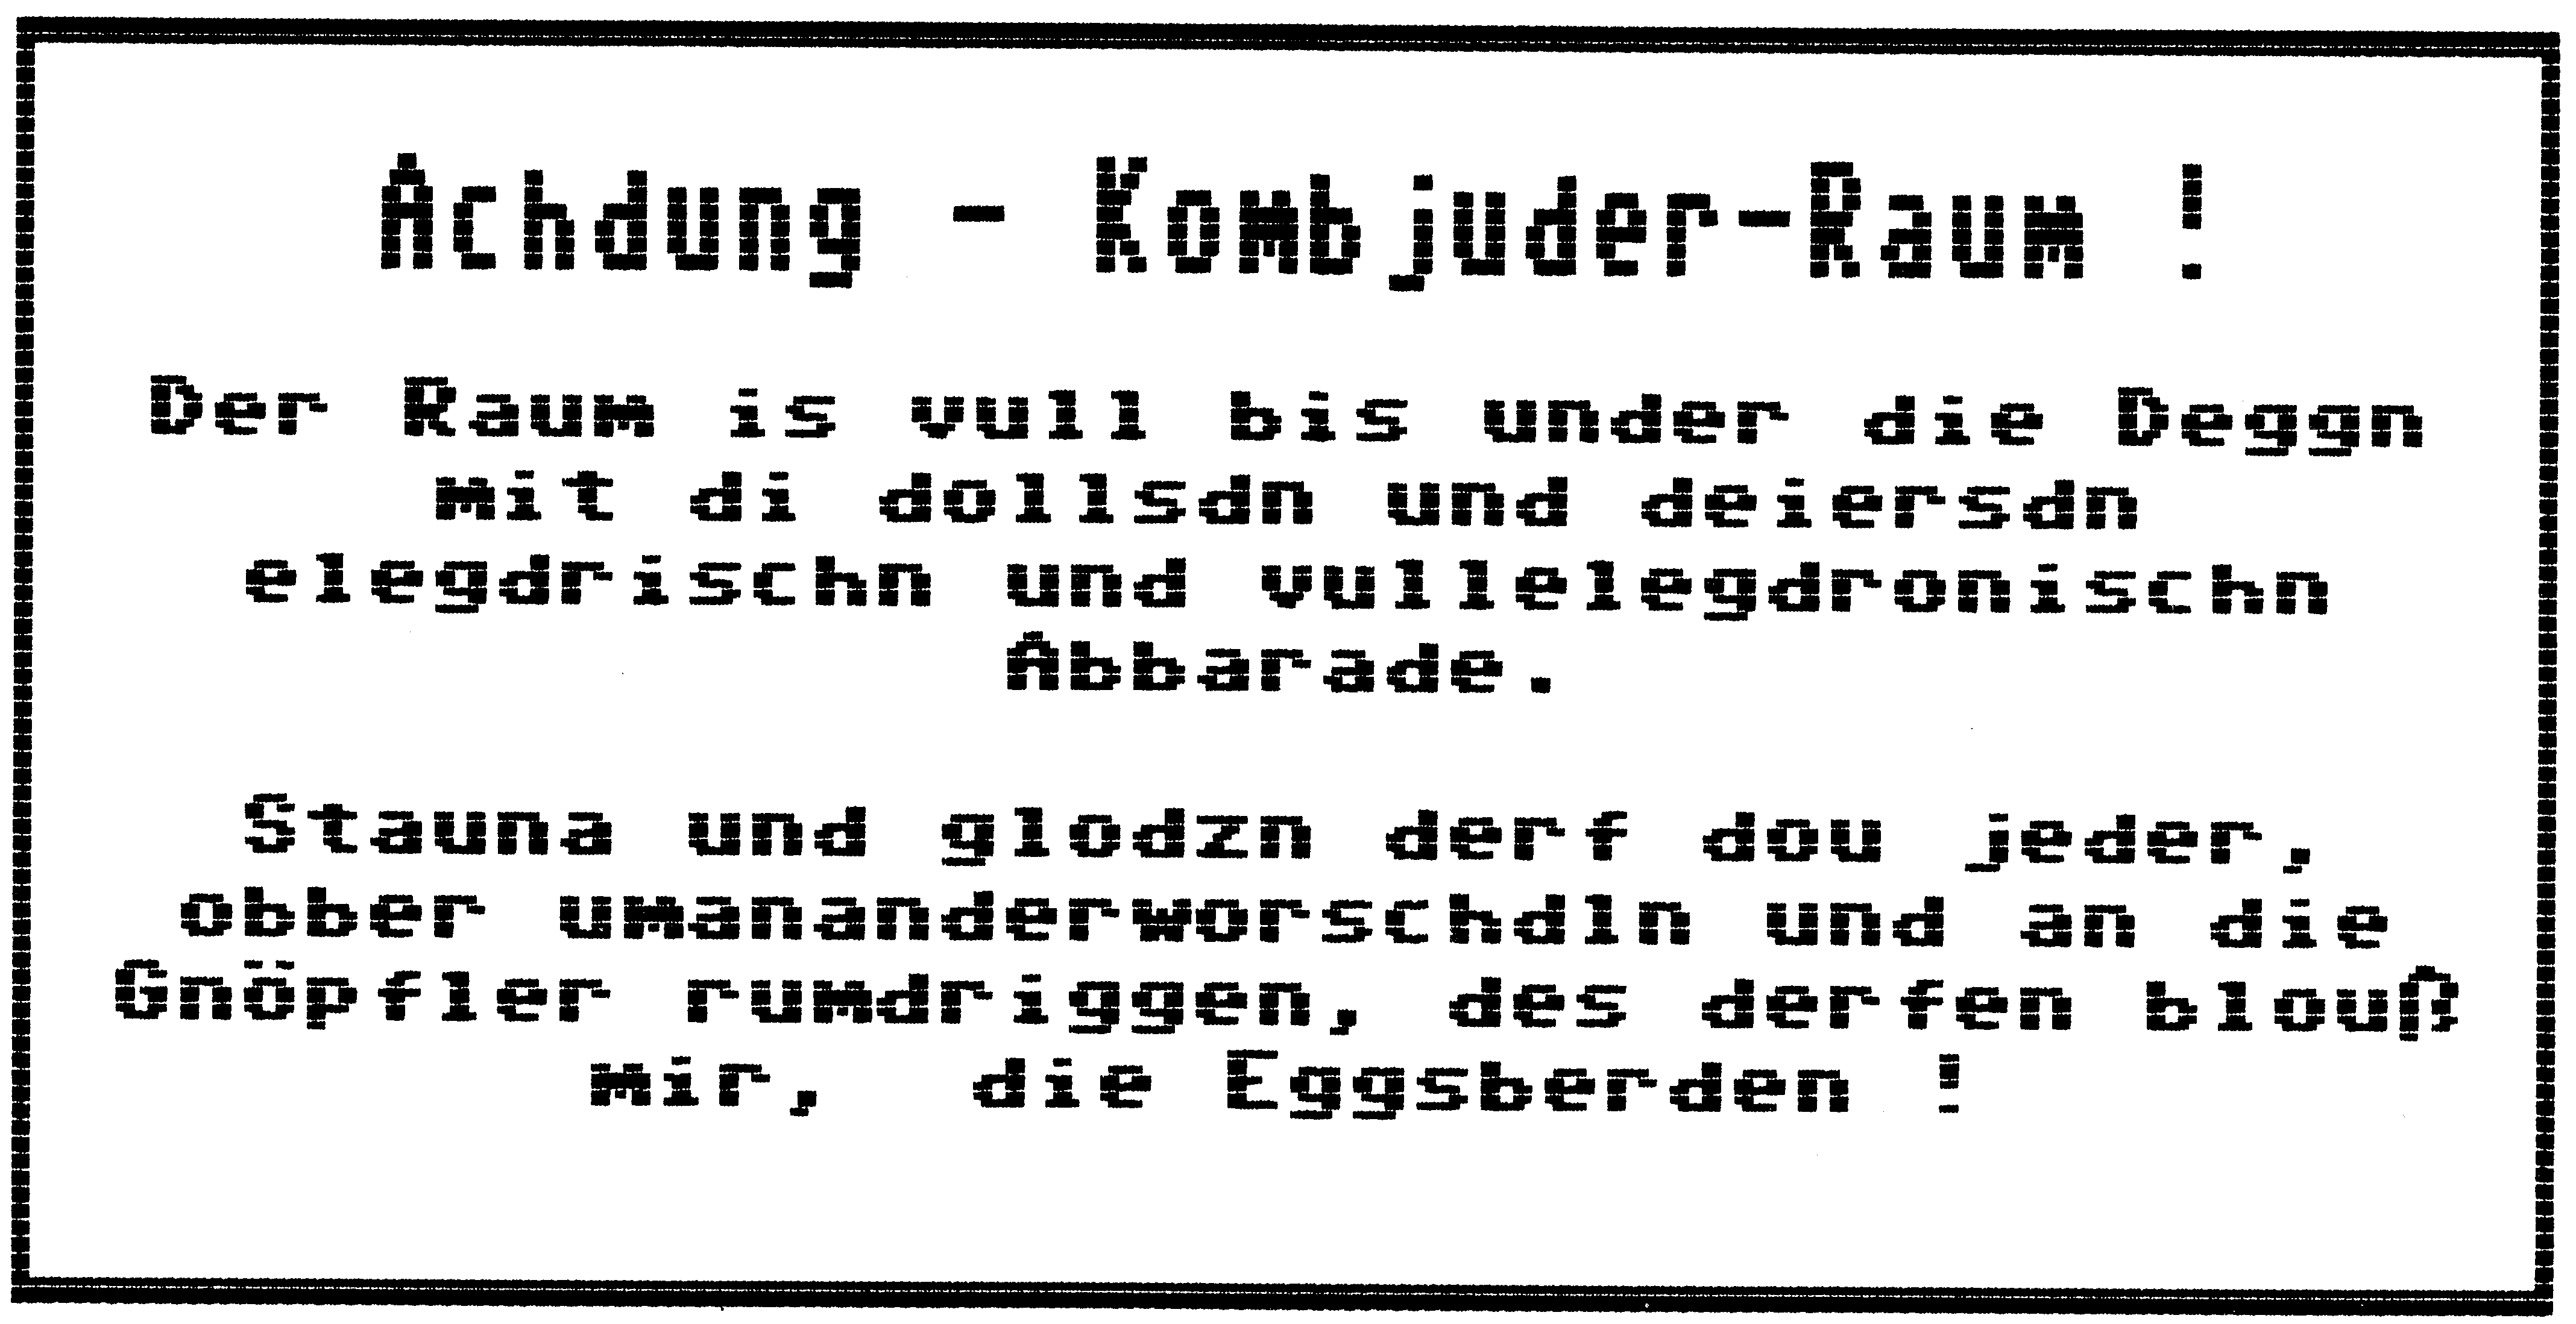 Achdung - Kombjuder-Raum !
Der Raum is vull bis under die Deggn
mit di dollsdn und deiersdn
elegdrischn und vullelegdronischn
Abbarade.
Stauna und glodzn derf dou jeder,
obber umananderworschdln und an die
Gnöpfler rumdriggen, des derfen blouß
mir, die Eggsberden !